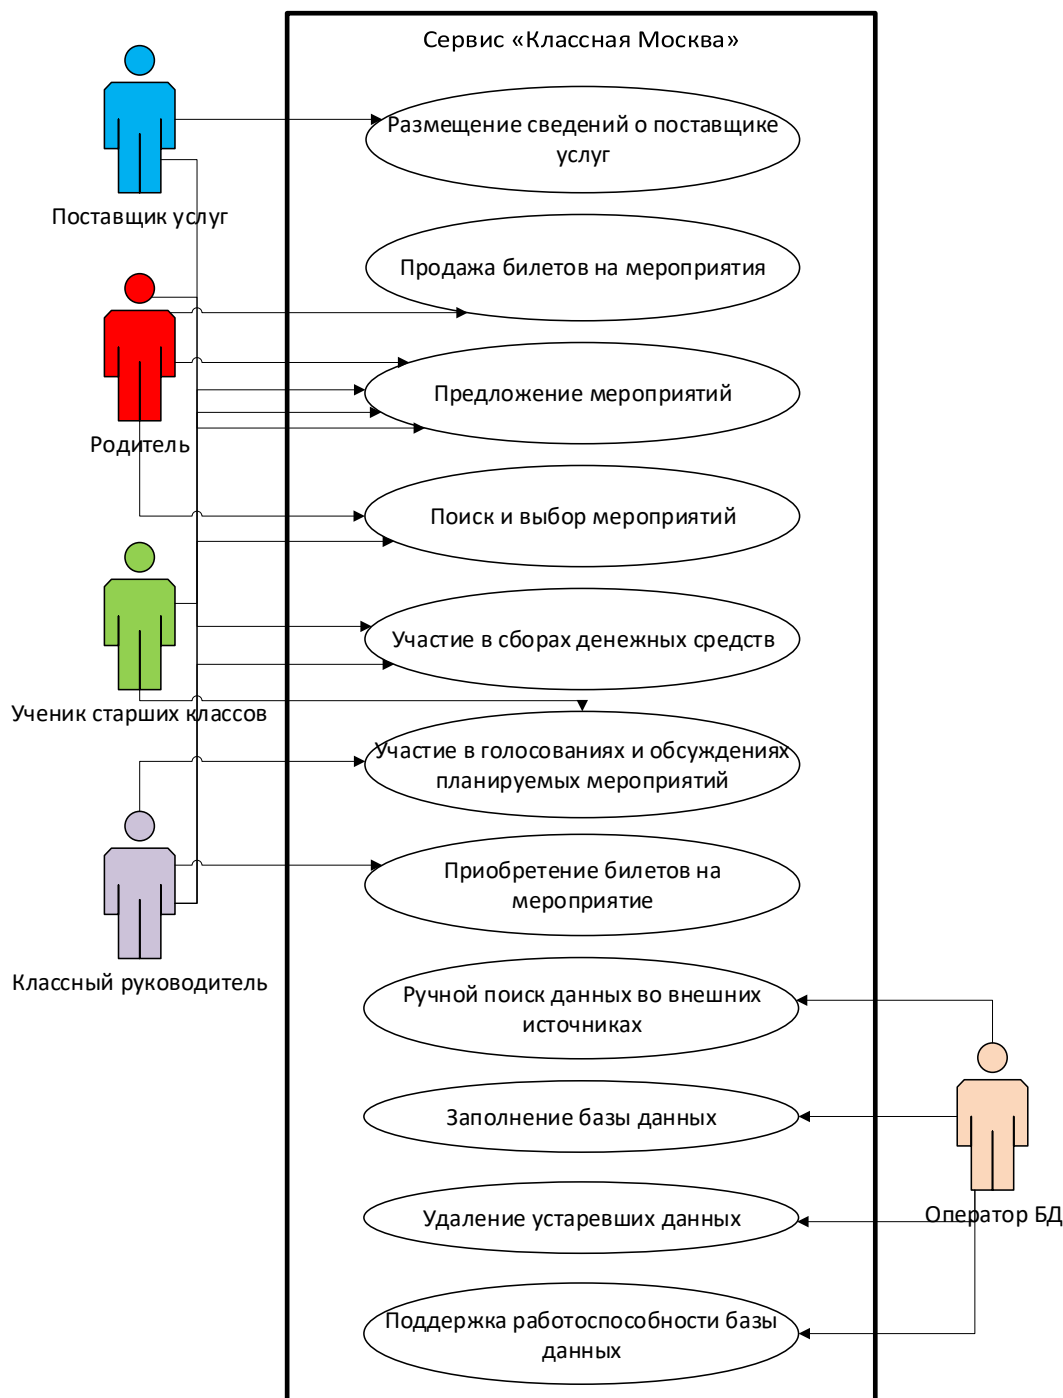 Сервис «Классная Москва»
Размещение сведений о поставщике
услуг
Поставщик услуг
Продажа билетов на мероприятия
Предложение мероприятий
Родитель
Поиск и выбор мероприятий
Участие в сборах денежных средств
Ученик старших классов
Участие в голосованиях и обсуждениях
планируемых мероприятий
Приобретение билетов на
мероприятие
Классный руководитель
Ручной поиск данных во внешних
источниках
Заполнение базы данных
Удаление устаревших данных
Оператор БД
Поддержка работоспособности базы
данных